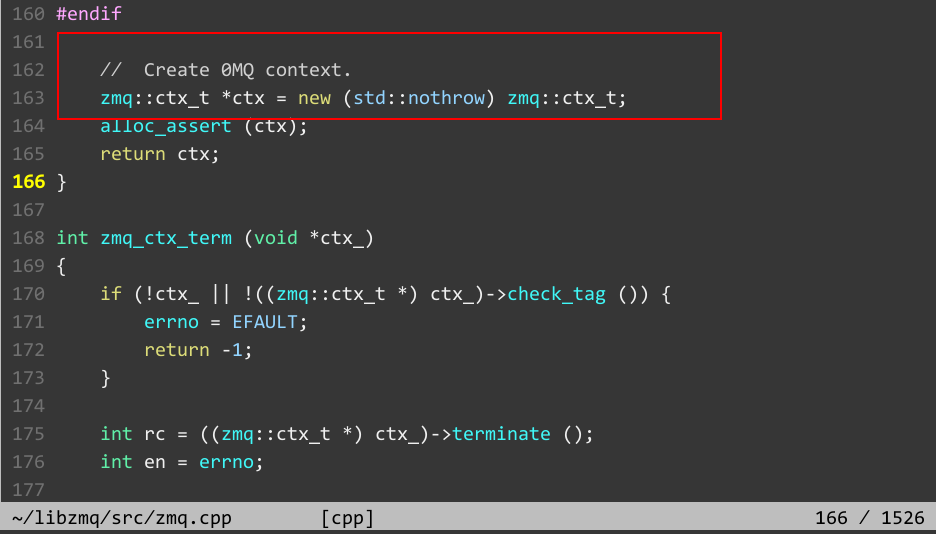 160 #endif
161
162     //  Create 0MQ context.
163     zmq::ctx_t *ctx = new (std::nothrow) zmq::ctx_t;
164     alloc_assert (ctx);
165     return ctx;
166 }
167
168 int zmq_ctx_term (void *ctx_)
169 {
170     if (!ctx_ || !((zmq::ctx_t *) ctx_)->check_tag ()) {
171         errno = EFAULT;
172         return -1;
173     }
174
175     int rc = ((zmq::ctx_t *) ctx_)->terminate ();
176     int en = errno;
177
~/libzmq/src/zmq.cpp        [cpp]        166 / 1526